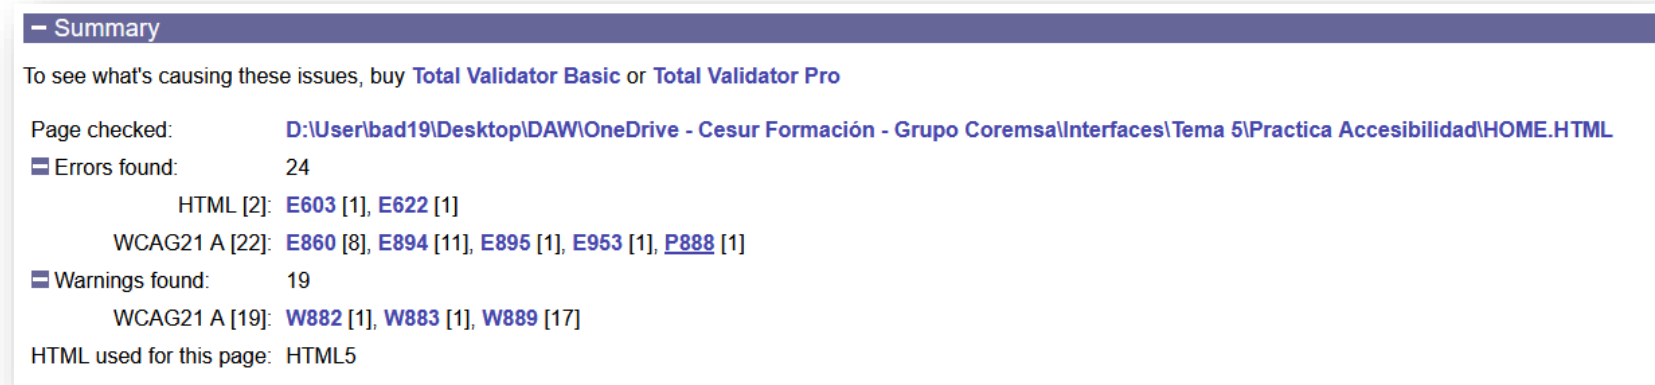 Summary
To see what's causing these issues, buy Total Validator Basic or Total Validator Pro
Page checked: D:\User\bad19\Desktop\DAW\OneDrive - Cesur Formación - Grupo Coremsa\Interfaces\Tema 5\Practica Accesibilidad\HOME.HTML
Errors found: 24
HTML [2]: E603 [1], E622 [1]
WCAG21 A [22]: E860 [8], E894 [11], E895 [1], E953 [1], P888 [1]
Warnings found: 19
WCAG21 A [19]: W882 [1], W883 [1], W889 [17]
HTML used for this page: HTML5